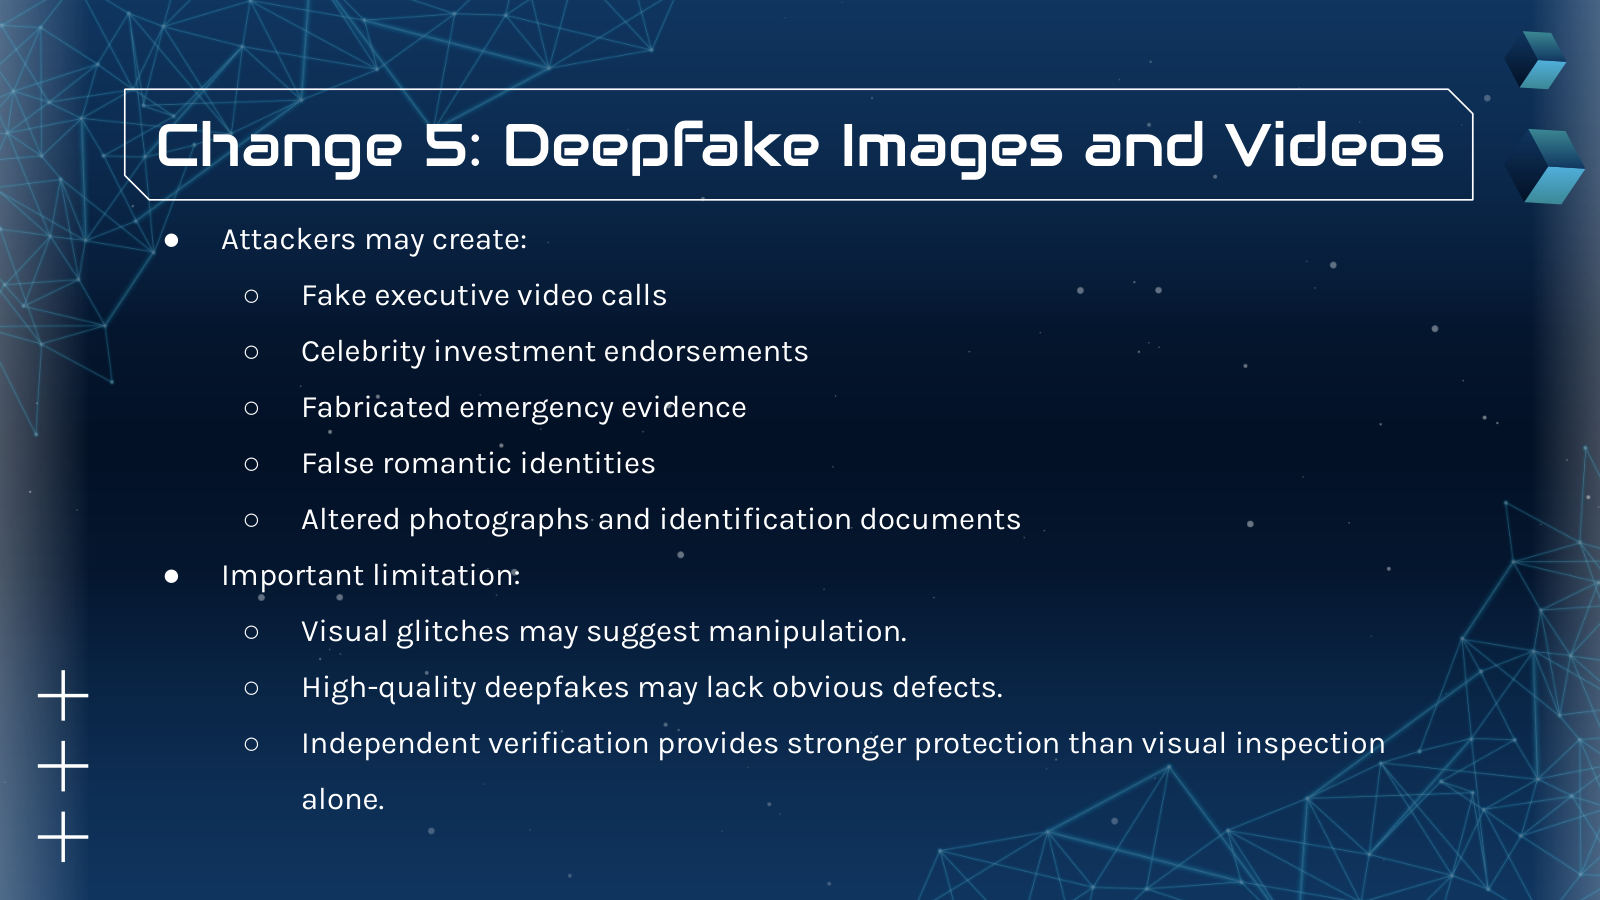 Change 5: Deepfake Images and Videos
● Attackers may create:
○ Fake executive video calls
○ Celebrity investment endorsements
○ Fabricated emergency evidence
○ False romantic identities
○ Altered photographs and identification documents
● Important limitation:
○ Visual glitches may suggest manipulation.
○ High-quality deepfakes may lack obvious defects.
○ Independent verification provides stronger protection than visual inspection
alone.